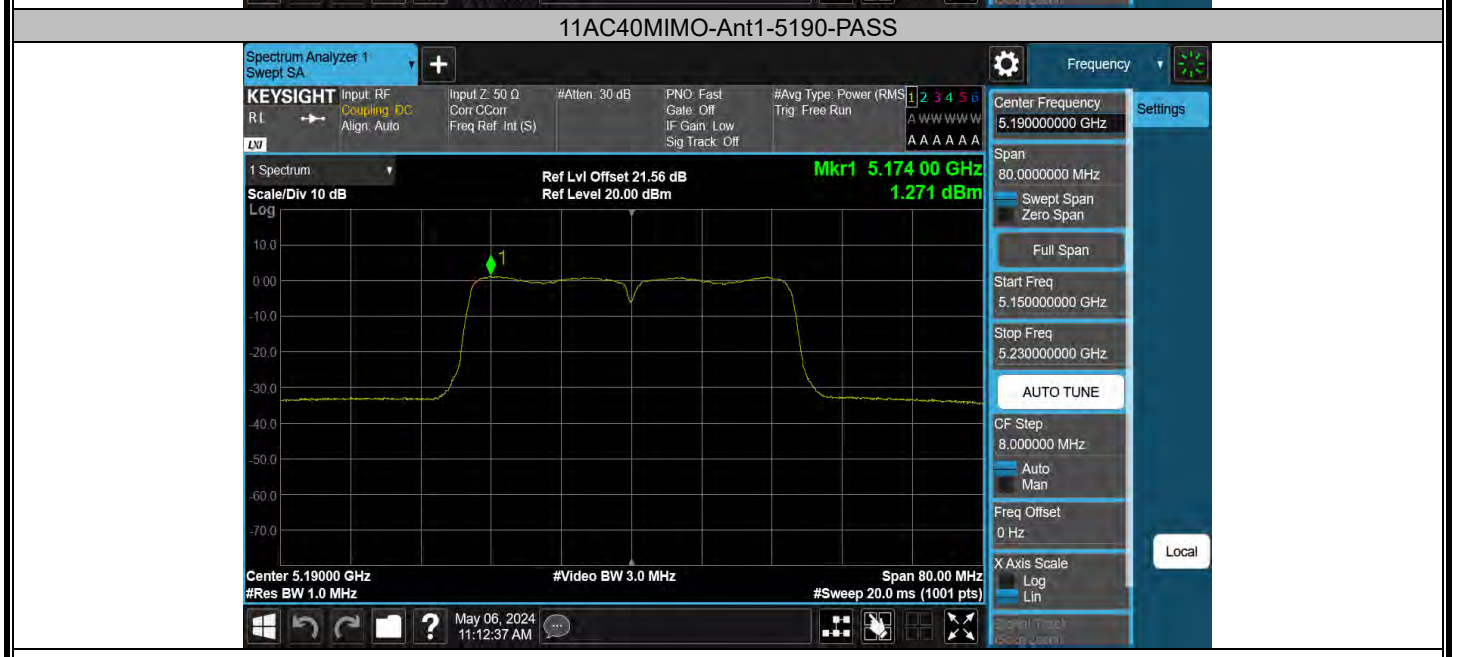 11AC40MIMO-Ant1-5190-PASS
Spectrum Analyzer 1
Swept SA
Frequency
KEYSIGHT
Input: RF
Input Z: 50 Ω
#Atten: 30 dB
PNO: Fast
#Avg Type: Power (RMS
1 2 3 4 5 6
RL
Coupling: DC
Corr CCorr
Gate: Off
Trig: Free Run
A WW WW W
Align: Auto
Freq Ref: Int (S)
IF Gain: Low
Sig Track: Off
A A A A A A
LXI
Center Frequency
5.190000000 GHz
Settings
1 Spectrum
Ref Lvl Offset 21.56 dB
Mkr1 5.174 00 GHz
Scale/Div 10 dB
Ref Level 20.00 dBm
1.271 dBm
Log
Span
80.0000000 MHz
Swept Span
Zero Span
Full Span
Start Freq
5.150000000 GHz
Stop Freq
5.230000000 GHz
AUTO TUNE
CF Step
8.000000 MHz
Auto
Man
Freq Offset
0 Hz
X Axis Scale
Log
Lin
Local
10.0
1
0.00
-10.0
-20.0
-30.0
-40.0
-50.0
-60.0
-70.0
Center 5.19000 GHz
#Video BW 3.0 MHz
Span 80.00 MHz
#Res BW 1.0 MHz
#Sweep 20.0 ms (1001 pts)
?
May 06, 2024
11:12:37 AM